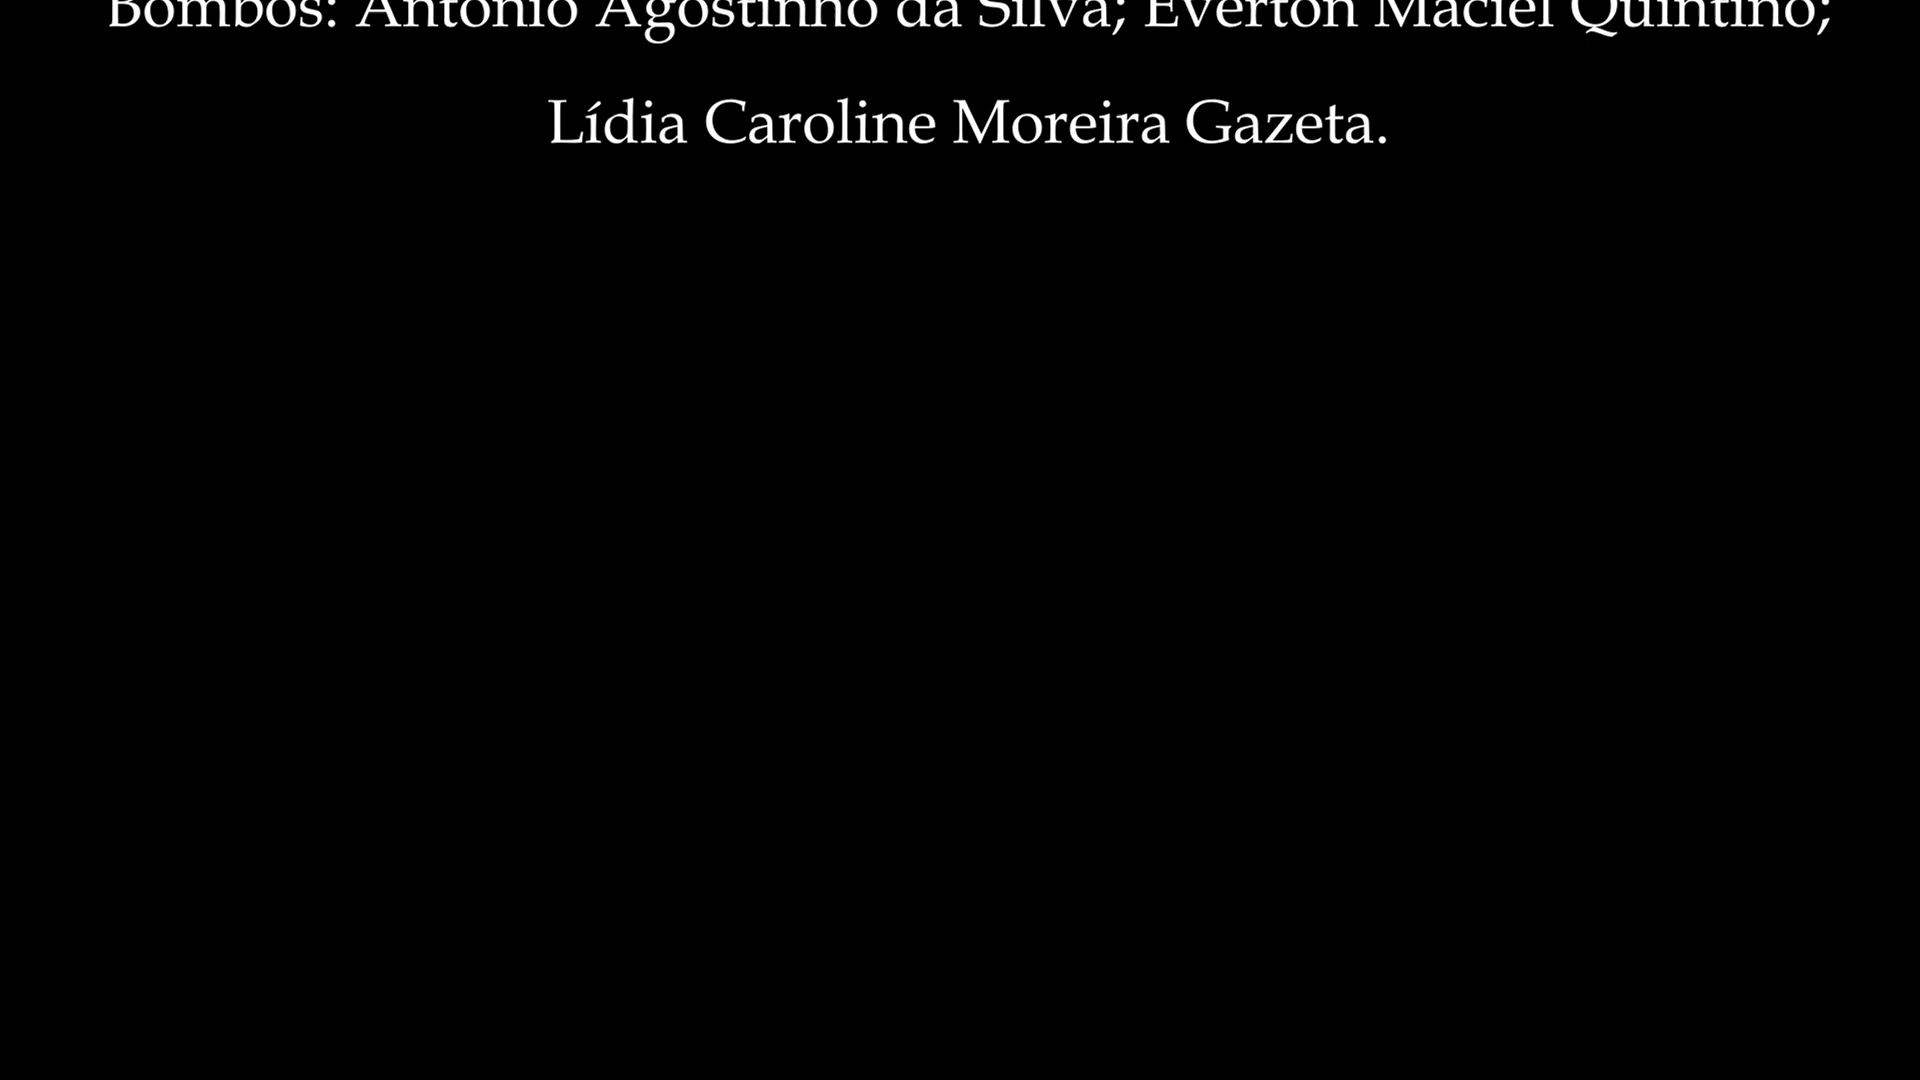 Bombos: Antonio Agostinho da Silva; Everton Maciel Quintino;
Lídia Caroline Moreira Gazeta.